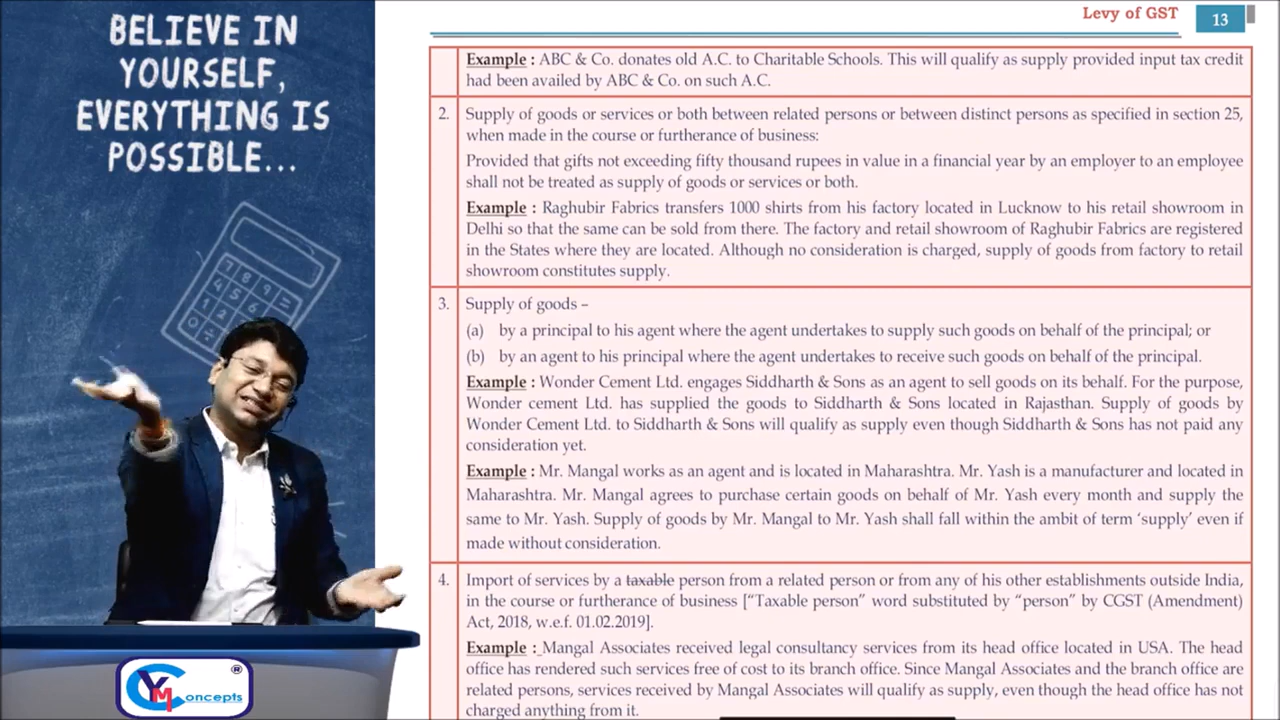 BELIEVE IN
YOURSELF,
EVERYTHING IS
POSSIBLE...
Levy of GST 13
Example : ABC & Co. donates old A.C. to Charitable Schools. This will qualify as supply provided input tax credit
had been availed by ABC & Co. on such A.C.
2. Supply of goods or services or both between related persons or between distinct persons as specified in section 25,
when made in the course or furtherance of business:
Provided that gifts not exceeding fifty thousand rupees in value in a financial year by an employer to an employee
shall not be treated as supply of goods or services or both.
Example : Raghubir Fabrics transfers 1000 shirts from his factory located in Lucknow to his retail showroom in
Delhi so that the same can be sold from there. The factory and retail showroom of Raghubir Fabrics are registered
in the States where they are located. Although no consideration is charged, supply of goods from factory to retail
showroom constitutes supply.
3. Supply of goods –
(a) by a principal to his agent where the agent undertakes to supply such goods on behalf of the principal; or
(b) by an agent to his principal where the agent undertakes to receive such goods on behalf of the principal.
Example : Wonder Cement Ltd. engages Siddharth & Sons as an agent to sell goods on its behalf. For the purpose,
Wonder cement Ltd. has supplied the goods to Siddharth & Sons located in Rajasthan. Supply of goods by
Wonder Cement Ltd. to Siddharth & Sons will qualify as supply even though Siddharth & Sons has not paid any
consideration yet.
Example : Mr. Mangal works as an agent and is located in Maharashtra. Mr. Yash is a manufacturer and located in
Maharashtra. Mr. Mangal agrees to purchase certain goods on behalf of Mr. Yash every month and supply the
same to Mr. Yash. Supply of goods by Mr. Mangal to Mr. Yash shall fall within the ambit of term ‘supply’ even if
made without consideration.
4. Import of services by a taxable person from a related person or from any of his other establishments outside India,
in the course or furtherance of business [“Taxable person” word substituted by “person” by CGST (Amendment)
Act, 2018, w.e.f. 01.02.2019].
Example : Mangal Associates received legal consultancy services from its head office located in USA. The head
office has rendered such services free of cost to its branch office. Since Mangal Associates and the branch office are
related persons, services received by Mangal Associates will qualify as supply, even though the head office has not
charged anything from it.
7 8 9 =
4 5 6
1 2
0 ÷
CYM oncepts ®